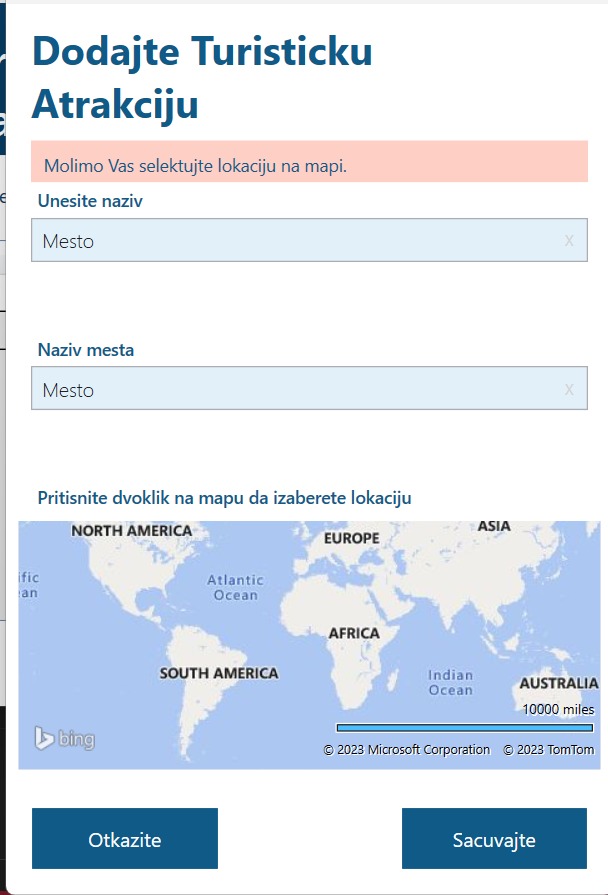 Dodajte Turisticku
Atrakciju
Molimo Vas selektujte lokaciju na mapi.
Unesite naziv
Mesto
x
Naziv mesta
Mesto
x
Pritisnite dvoklik na mapu da izaberete lokaciju
NORTH AMERICA
EUROPE
ASIA
Atlantic
Ocean
AFRICA
SOUTH AMERICA
Indian
Ocean
AUSTRALIA
10000 miles
bing
© 2023 Microsoft Corporation © 2023 TomTom
Otkazite
Sacuvajte